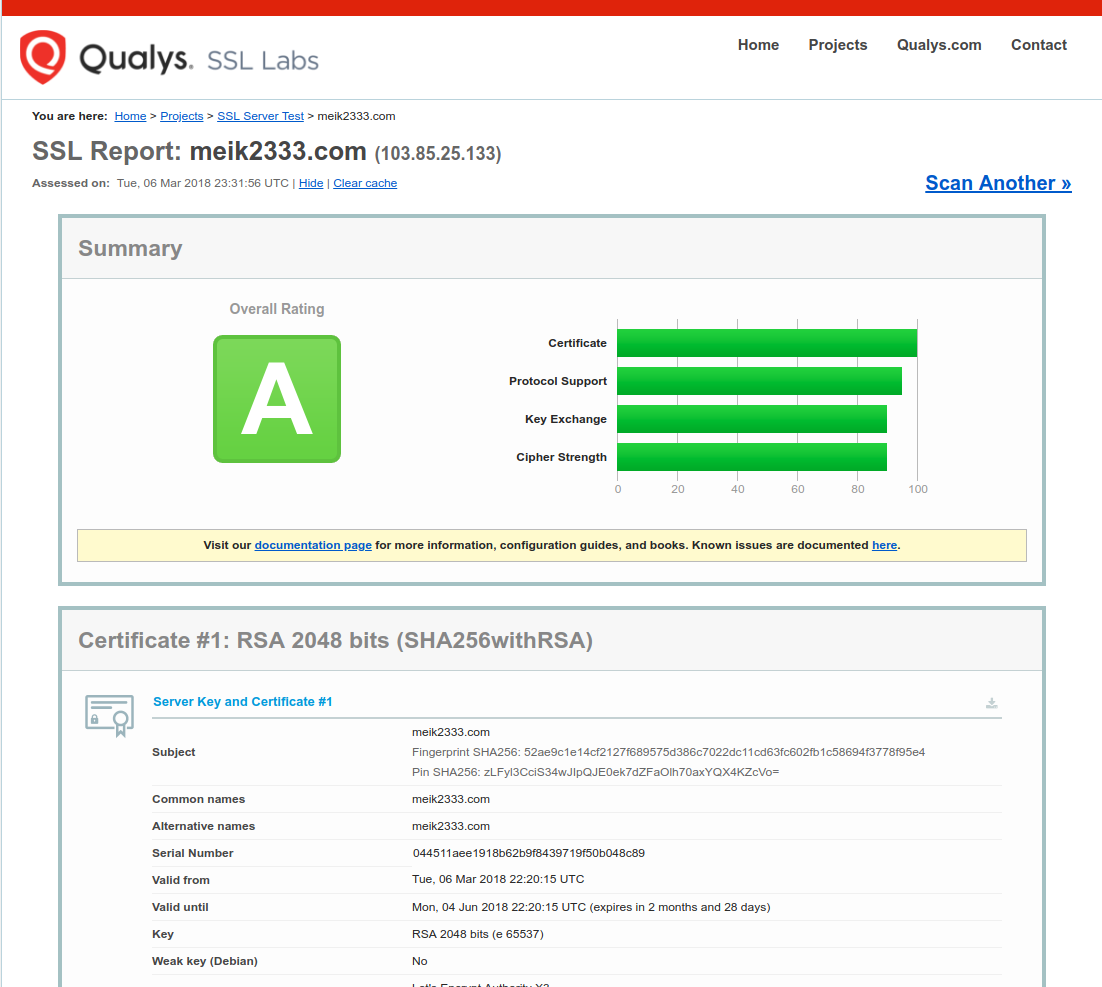 Qualys. SSL Labs
Home Projects Qualys.com Contact
You are here: Home > Projects > SSL Server Test > meik2333.com
SSL Report: meik2333.com (103.85.25.133)
Assessed on: Tue, 06 Mar 2018 23:31:56 UTC | Hide | Clear cache
Scan Another »
Summary
Overall Rating
A
Certificate
Protocol Support
Key Exchange
Cipher Strength
0 20 40 60 80 100
Visit our documentation page for more information, configuration guides, and books. Known issues are documented here.
Certificate #1: RSA 2048 bits (SHA256withRSA)
Server Key and Certificate #1
Subject
meik2333.com
Fingerprint SHA256: 52ae9c1e14cf2127f689575d386c7022dc11cd63fc602fb1c58694f3778f95e4
Pin SHA256: zLFyl3CciS34wJIpQJE0ek7dZFaOlh70axYQX4KZcVo=
Common names meik2333.com
Alternative names meik2333.com
Serial Number 044511aee1918b62b9f8439719f50b048c89
Valid from Tue, 06 Mar 2018 22:20:15 UTC
Valid until Mon, 04 Jun 2018 22:20:15 UTC (expires in 2 months and 28 days)
Key RSA 2048 bits (e 65537)
Weak key (Debian) No
Let's Encrypt Authority X3